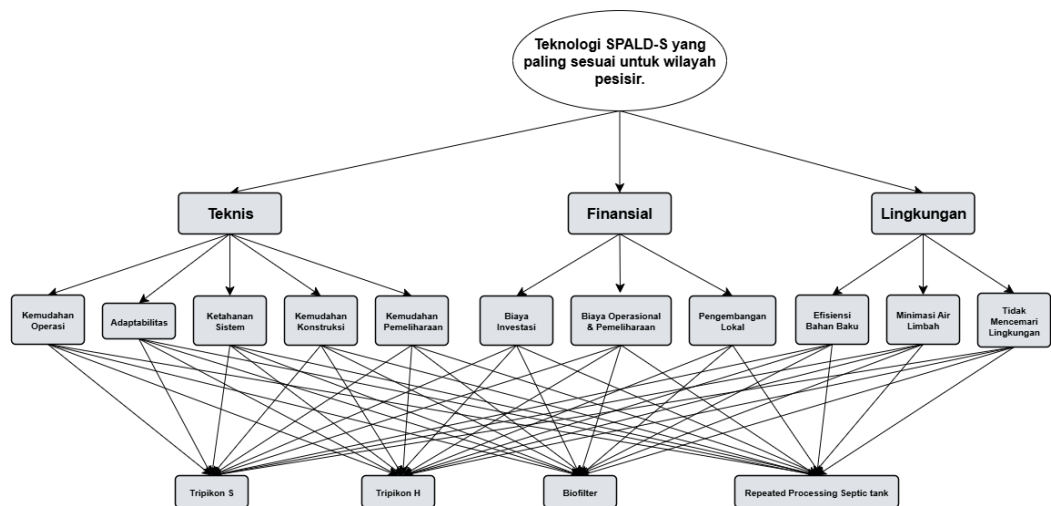 Teknologi SPALD-S yang
paling sesuai untuk wilayah
pesisir.
Teknis
Finansial
Lingkungan
Kemudahan
Operasi
Adaptabilitas
Ketahanan
Sistem
Kemudahan
Konstruksi
Kemudahan
Pemeliharaan
Biaya
Investasi
Biaya Operasional
& Pemeliharaan
Pengembangan
Lokal
Efisiensi
Bahan Baku
Minimasi Air
Limbah
Tidak
Mencemari
Lingkungan
Tripikon S
Tripikon H
Biofilter
Repeated Processing Septic tank